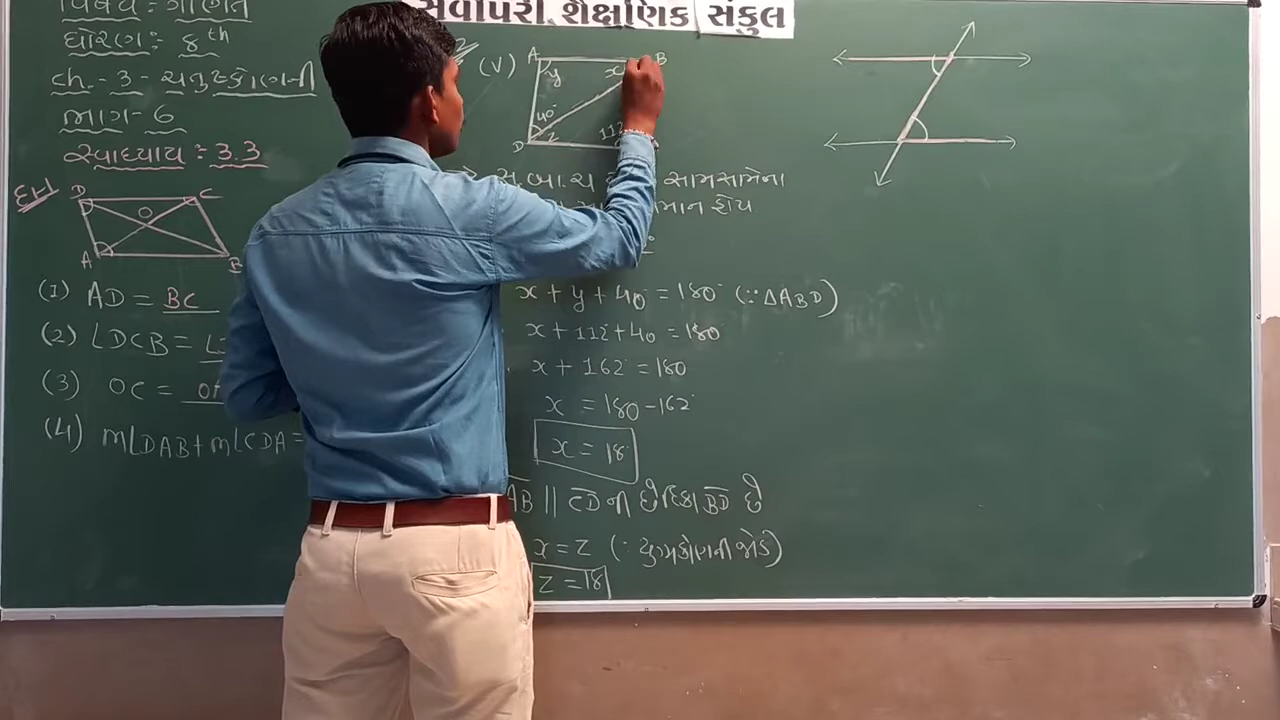 સર્વોપરી શૈક્ષણિક સંકુલ
વિષય : ગણિત
ધોરણ : 8th
ch. - 3 - ચતુષ્કોણની
ભાગ - 6
સ્વાધ્યાય : 3.3
D C
O
A B
(1) AD = BC
(2) ∠DCB =
(3) OC =
(4) m∠DAB + m∠CDA =
(v) A B
y x
40°
z 112
D
સ.બા.ચ સામસામેના
સમાન હોય
x + y + 40° = 180° (∵ ΔABD)
x + 112° + 40 = 180
x + 162° = 180
x = 180 - 162°
x = 18
AB || CD ની છેદિકા BD છે
x = z (∵ યુગ્મકોણની જોડ)
z = 18